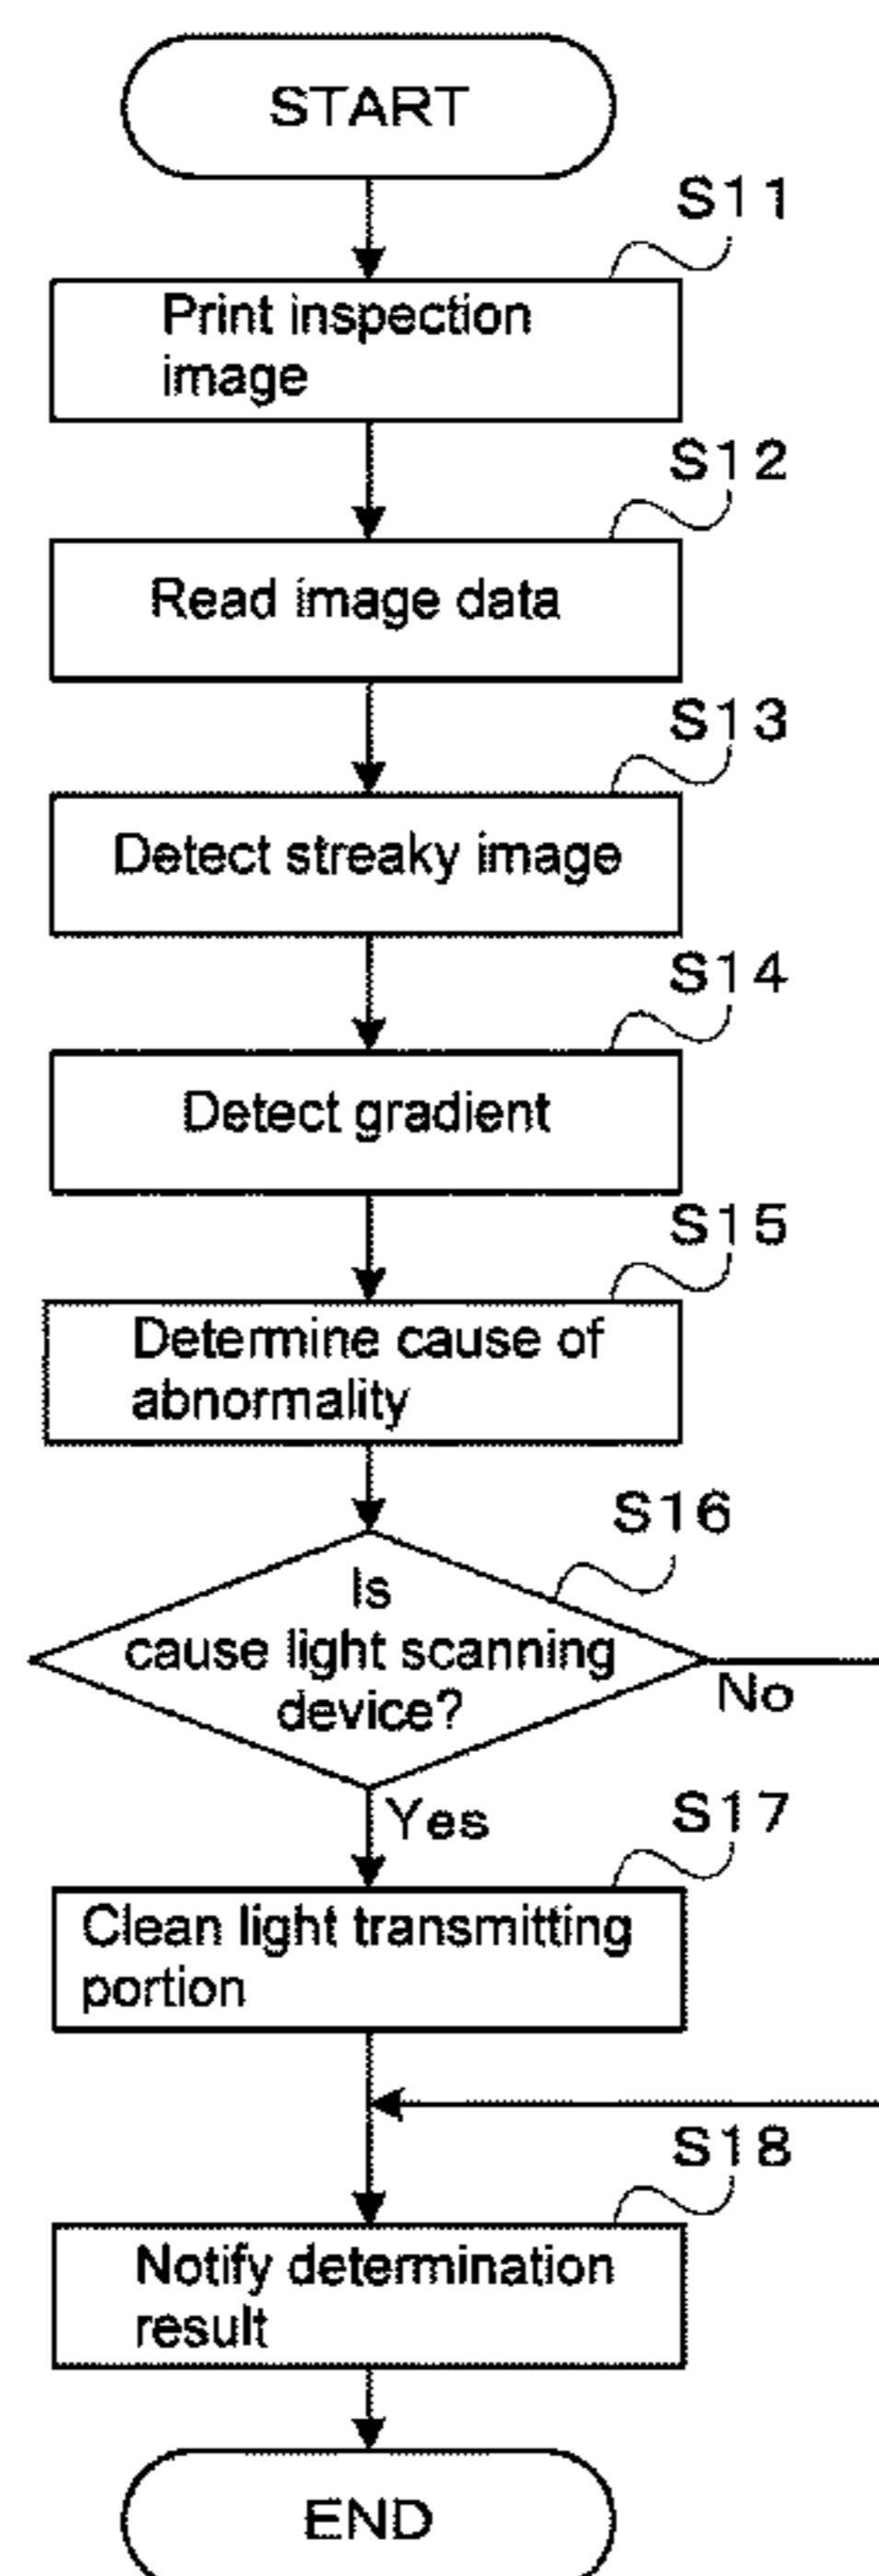 START
S11
Print inspection
image
S12
Read image data
S13
Detect streaky image
S14
Detect gradient
S15
Determine cause of
abnormality
S16
Is
cause light scanning
device?
No
Yes
S17
Clean light transmitting
portion
S18
Notify determination
result
END